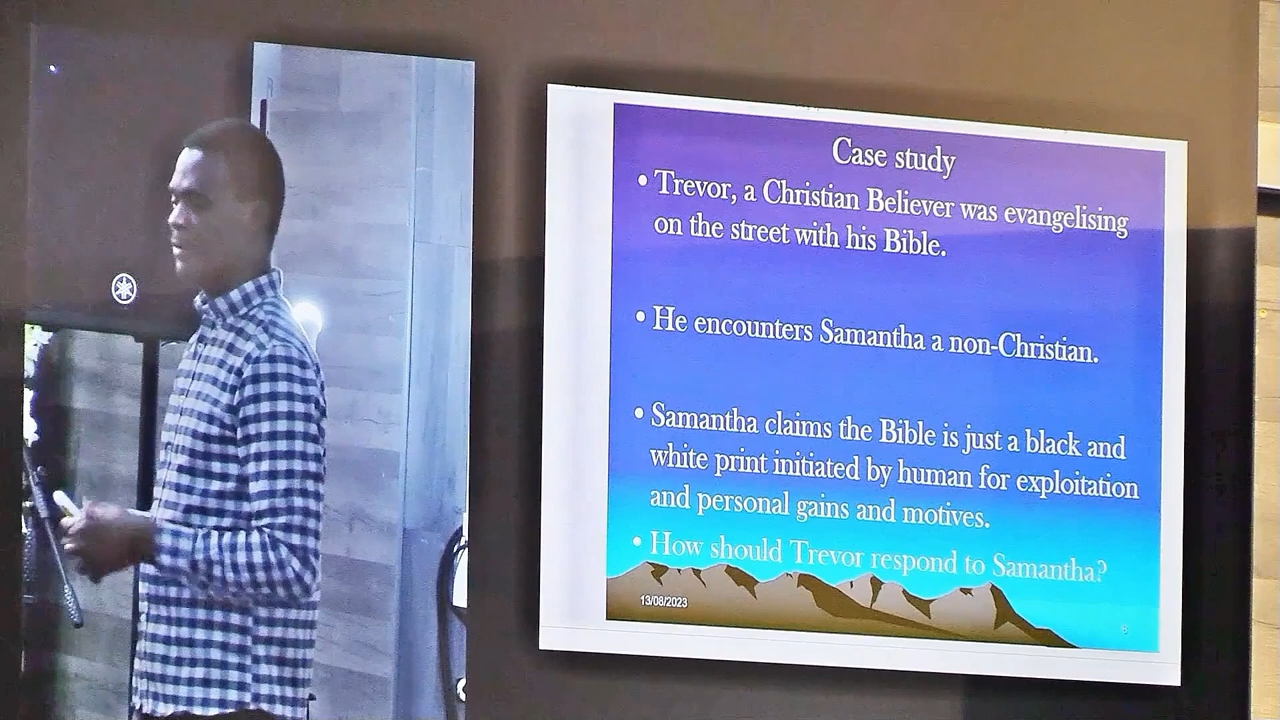 Case study
• Trevor, a Christian Believer was evangelising
on the street with his Bible.
• He encounters Samantha a non-Christian.
• Samantha claims the Bible is just a black and
white print initiated by human for exploitation
and personal gains and motives.
• How should Trevor respond to Samantha?
13/08/2023
6